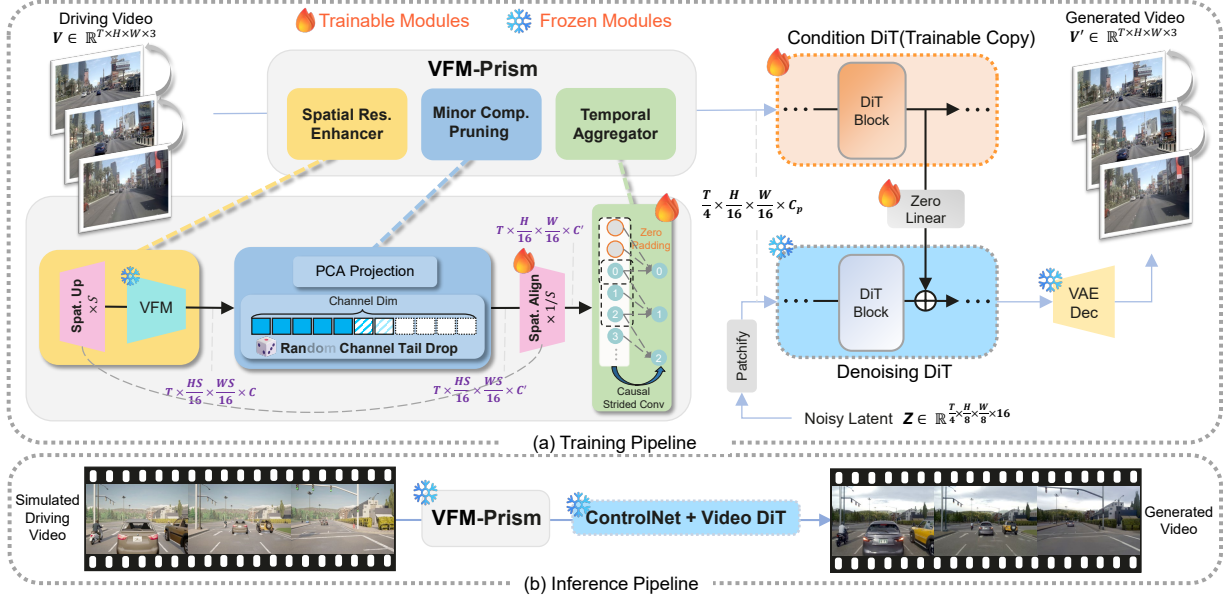 Driving Video
V ∈ ℝ^{T×H×W×3}
Trainable Modules
Frozen Modules
VFM-Prism
Spatial Res.
Enhancer
Minor Comp.
Pruning
Temporal
Aggregator
Condition DiT(Trainable Copy)
DiT
Block
Zero
Linear
T/4 × H/16 × W/16 × C_p
Generated Video
V′ ∈ ℝ^{T×H×W×3}
Spat. Up
×S
VFM
PCA Projection
Channel Dim
Random Channel Tail Drop
T × HS/16 × WS/16 × C
T × HS/16 × WS/16 × C′
Spat. Align
× 1/S
T × H/16 × W/16 × C′
Zero
Padding
0
1
2
3
0
1
2
Causal
Strided Conv
Patchify
DiT
Block
Denoising DiT
VAE
Dec
Noisy Latent Z ∈ ℝ^{T/4×H/8×W/8×16}
(a) Training Pipeline
Simulated
Driving
Video
VFM-Prism
ControlNet + Video DiT
Generated
Video
(b) Inference Pipeline